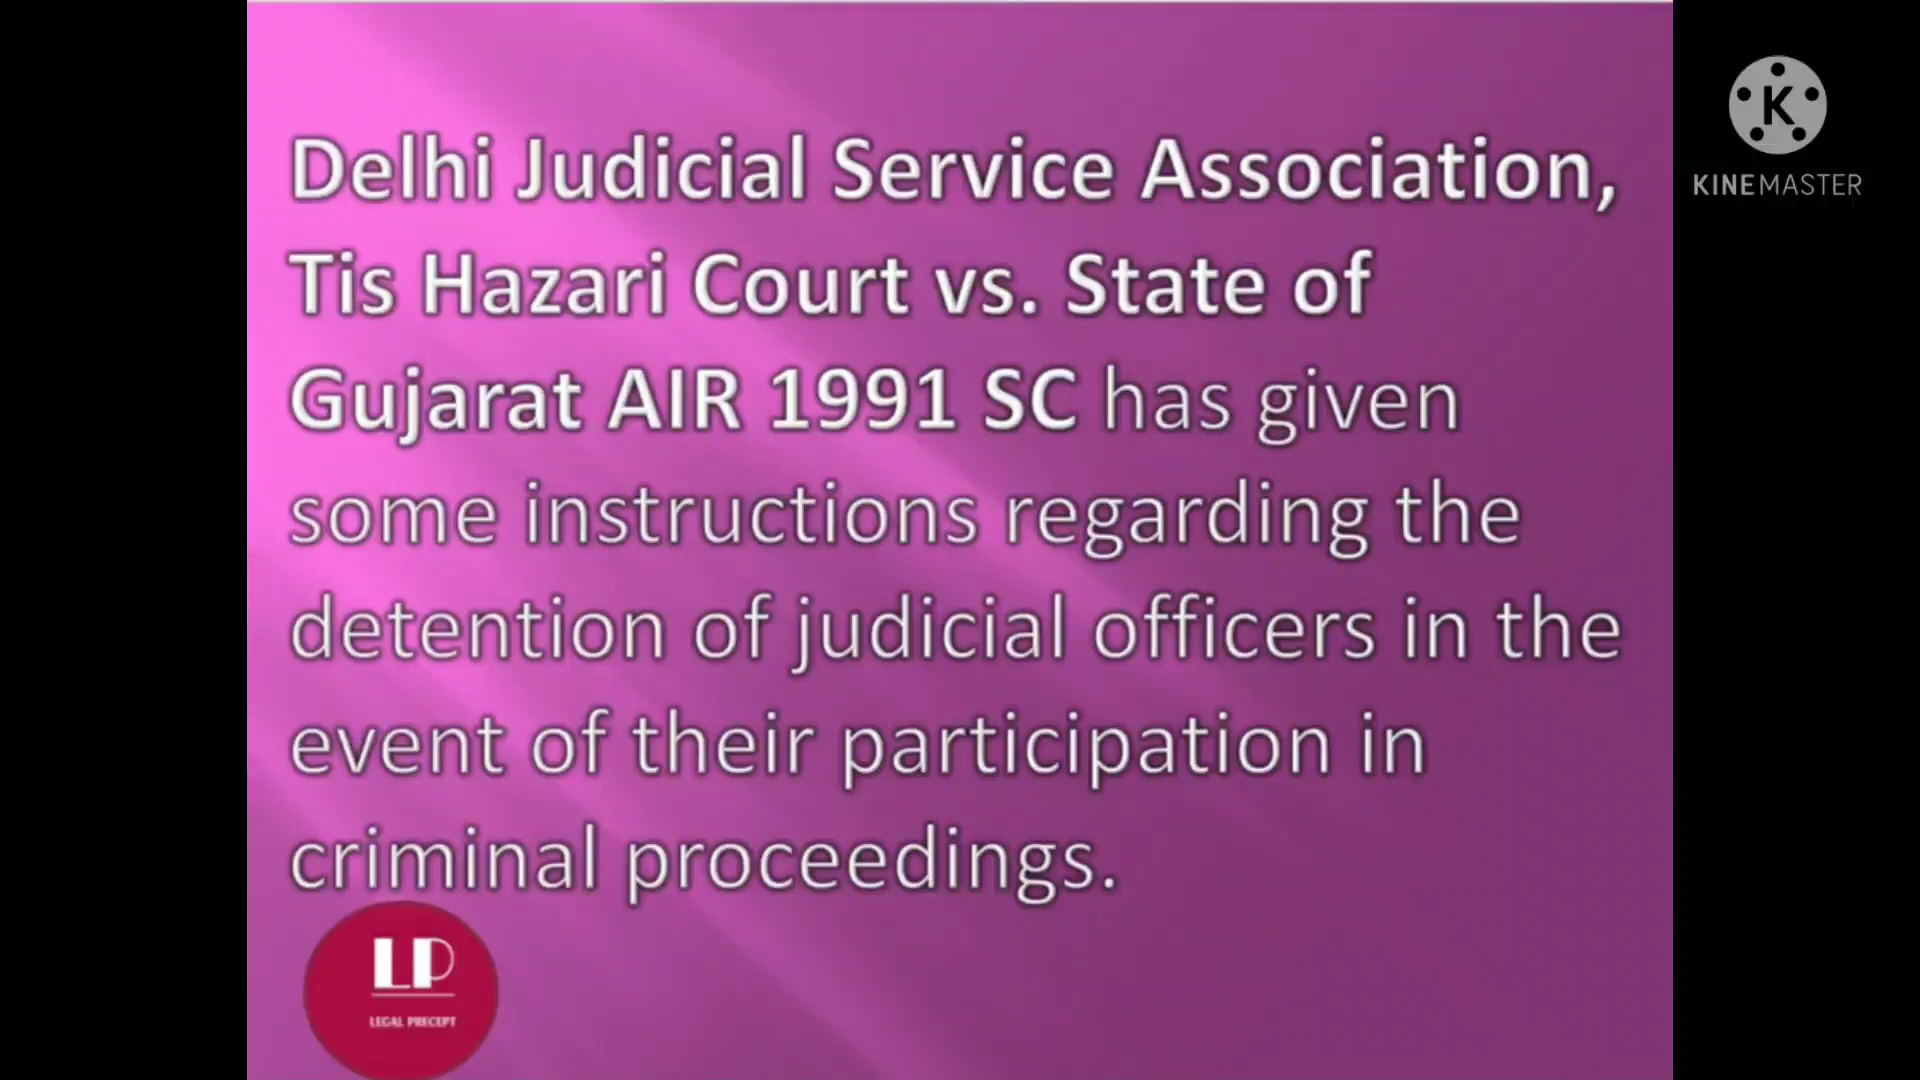 Delhi Judicial Service Association,
Tis Hazari Court vs. State of
Gujarat AIR 1991 SC has given
some instructions regarding the
detention of judicial officers in the
event of their participation in
criminal proceedings.
K
KINEMASTER
LP
LEGAL PRECEPT